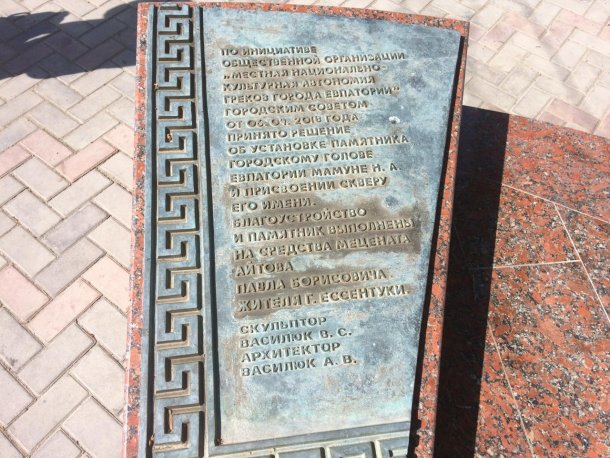 ПО ИНИЦИАТИВЕ
ОБЩЕСТВЕННОЙ ОРГАНИЗАЦИИ
„МЕСТНАЯ НАЦИОНАЛЬНО-
КУЛЬТУРНАЯ АВТОНОМИЯ
ГРЕКОВ ГОРОДА ЕВПАТОРИИ"
ГОРОДСКИМ СОВЕТОМ
ОТ 06.04.2018 ГОДА
ПРИНЯТО РЕШЕНИЕ
ОБ УСТАНОВКЕ ПАМЯТНИКА
ГОРОДСКОМУ ГОЛОВЕ
ЕВПАТОРИИ МАМУНЕ Н. А
И ПРИСВОЕНИИ СКВЕРУ
ЕГО ИМЕНИ.
БЛАГОУСТРОЙСТВО
И ПАМЯТНИК ВЫПОЛНЕНЫ
НА СРЕДСТВА МЕЦЕНАТА
АЙТОВА
ПАВЛА БОРИСОВИЧА.
ЖИТЕЛЯ Г. ЕССЕНТУКИ.
СКУЛЬПТОР
ВАСИЛЮК В. С.
АРХИТЕКТОР
ВАСИЛЮК А. В.